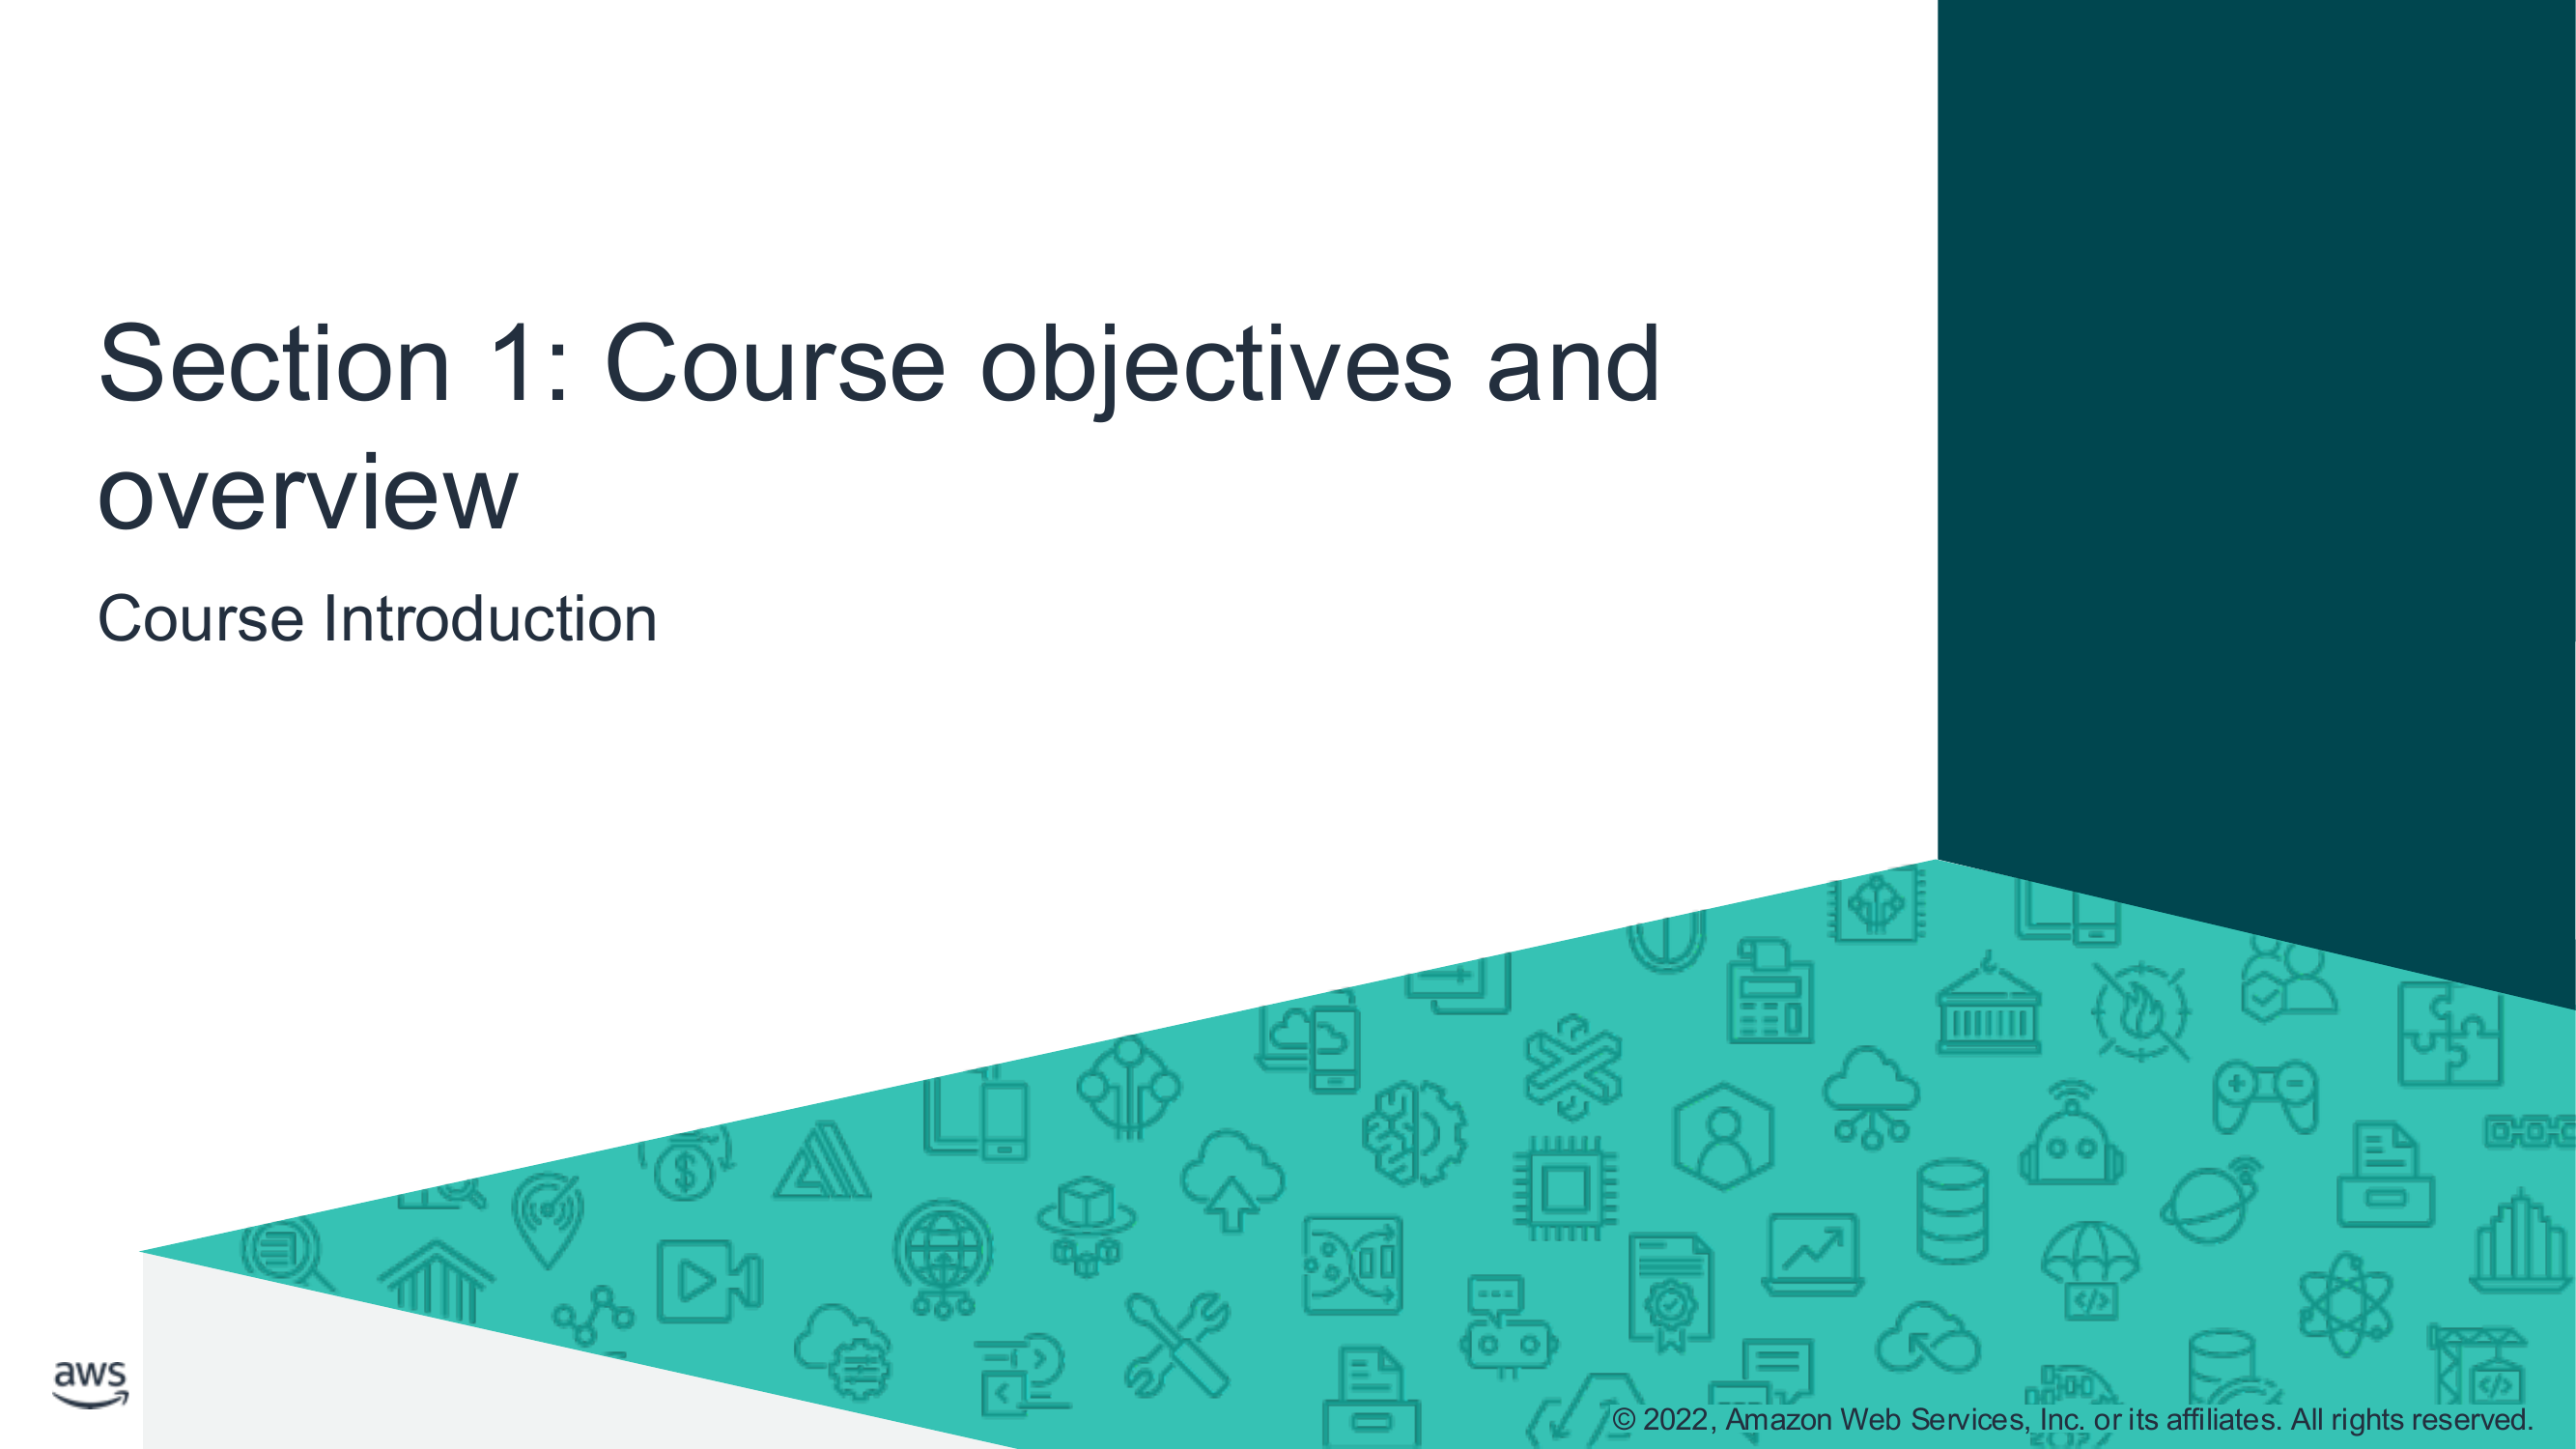 Section 1: Course objectives and
overview
Course Introduction
aws
© 2022, Amazon Web Services, Inc. or its affiliates. All rights reserved.